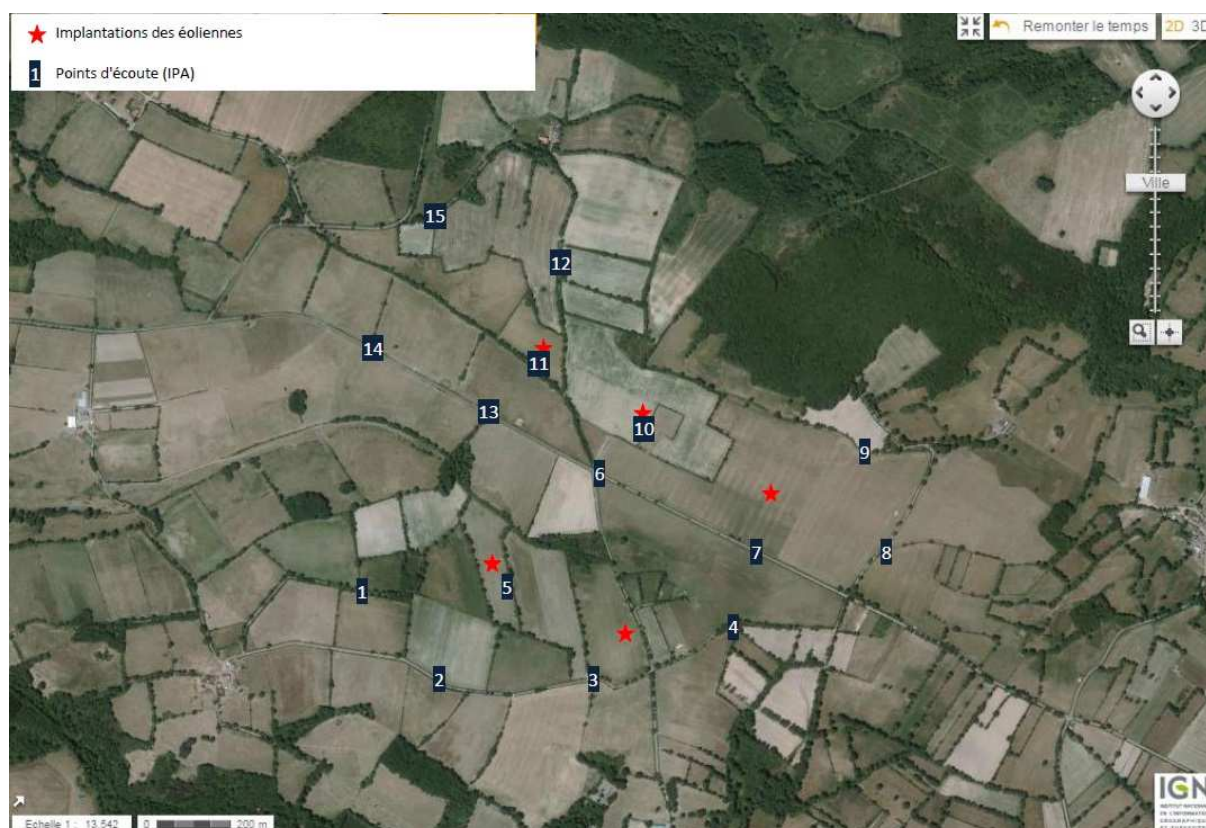 Implantations des éoliennes
1 Points d'écoute (IPA)
Remonter le temps 2D 3D
Ville
15
12
14
11
13
10
9
6
7
8
5
1
4
2
3
IGN
Echelle 1 : 13,542 0 200 m